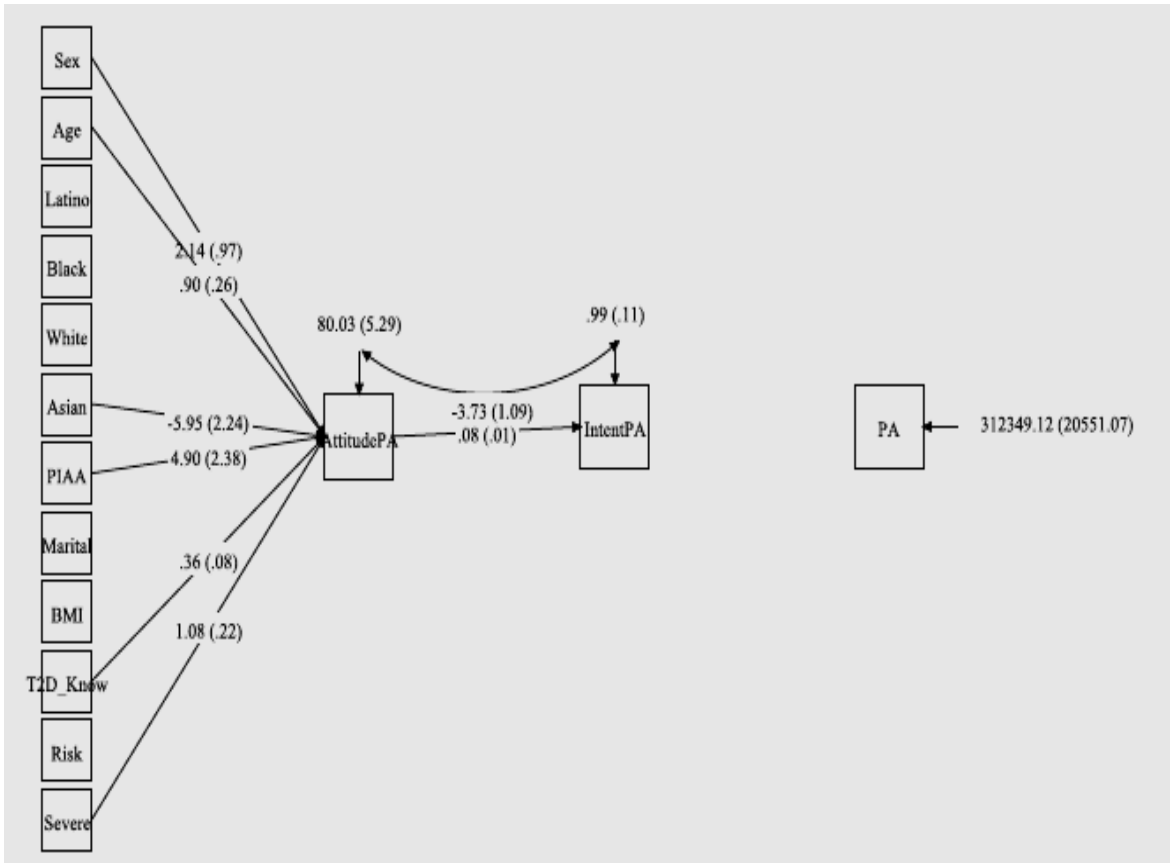 Sex
Age
Latino
Black
White
Asian
PIAA
Marital
BMI
T2D_Know
Risk
Severe
2.14 (.97)
.90 (.26)
-5.95 (2.24)
4.90 (2.38)
.36 (.08)
1.08 (.22)
80.03 (5.29)
AttitudePA
-3.73 (1.09)
.08 (.01)
.99 (.11)
IntentPA
PA
312349.12 (20551.07)